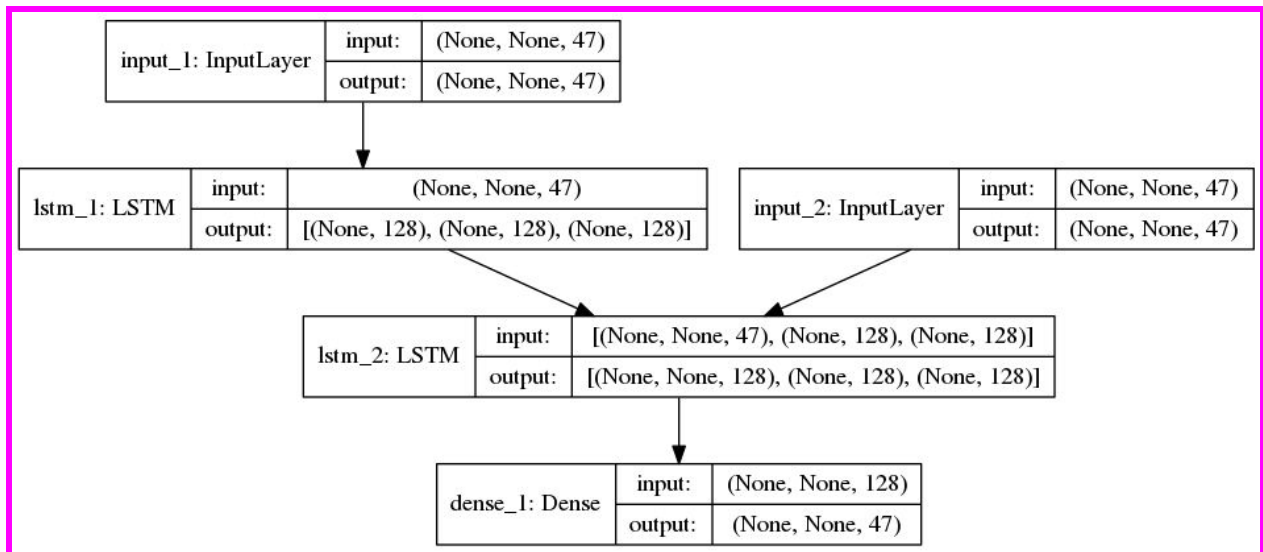 input_1: InputLayer
input:
(None, None, 47)
output:
(None, None, 47)
lstm_1: LSTM
input:
(None, None, 47)
output:
[(None, 128), (None, 128), (None, 128)]
input_2: InputLayer
input:
(None, None, 47)
output:
(None, None, 47)
lstm_2: LSTM
input:
[(None, None, 47), (None, 128), (None, 128)]
output:
[(None, None, 128), (None, 128), (None, 128)]
dense_1: Dense
input:
(None, None, 128)
output:
(None, None, 47)